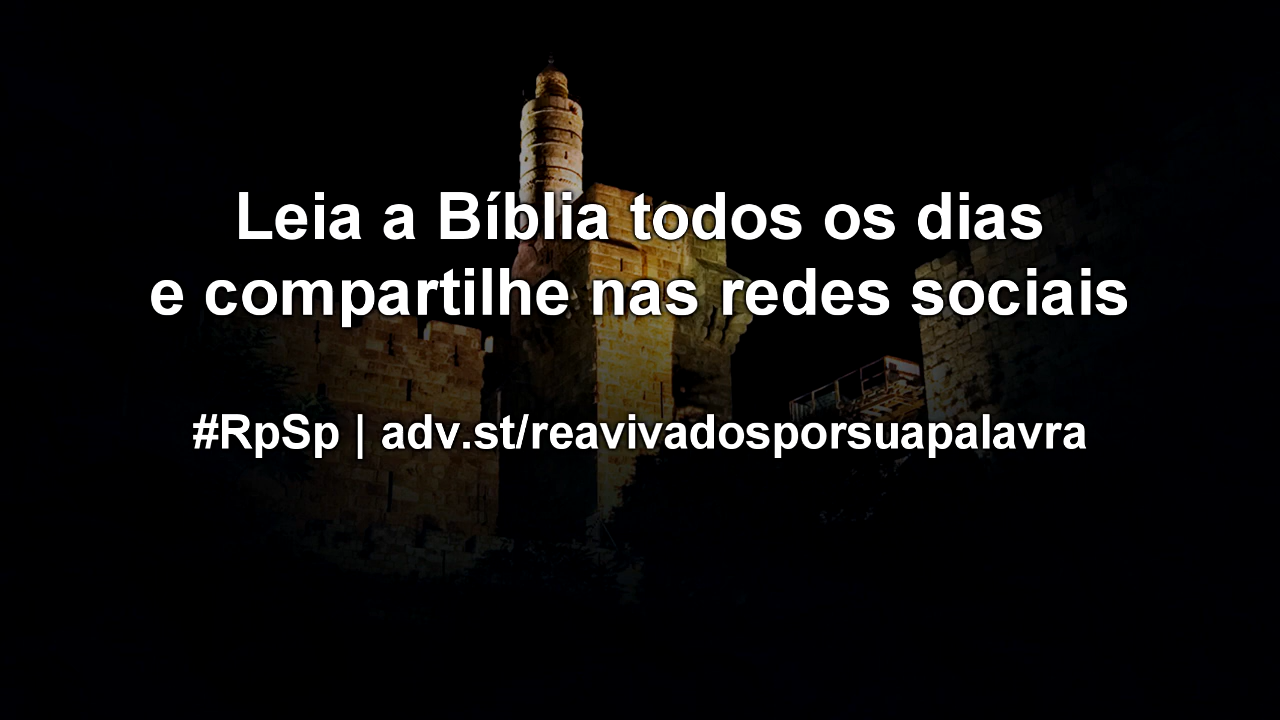 Leia a Bíblia todos os dias
e compartilhe nas redes sociais
#RpSp | adv.st/reavivadosporsuapalavra